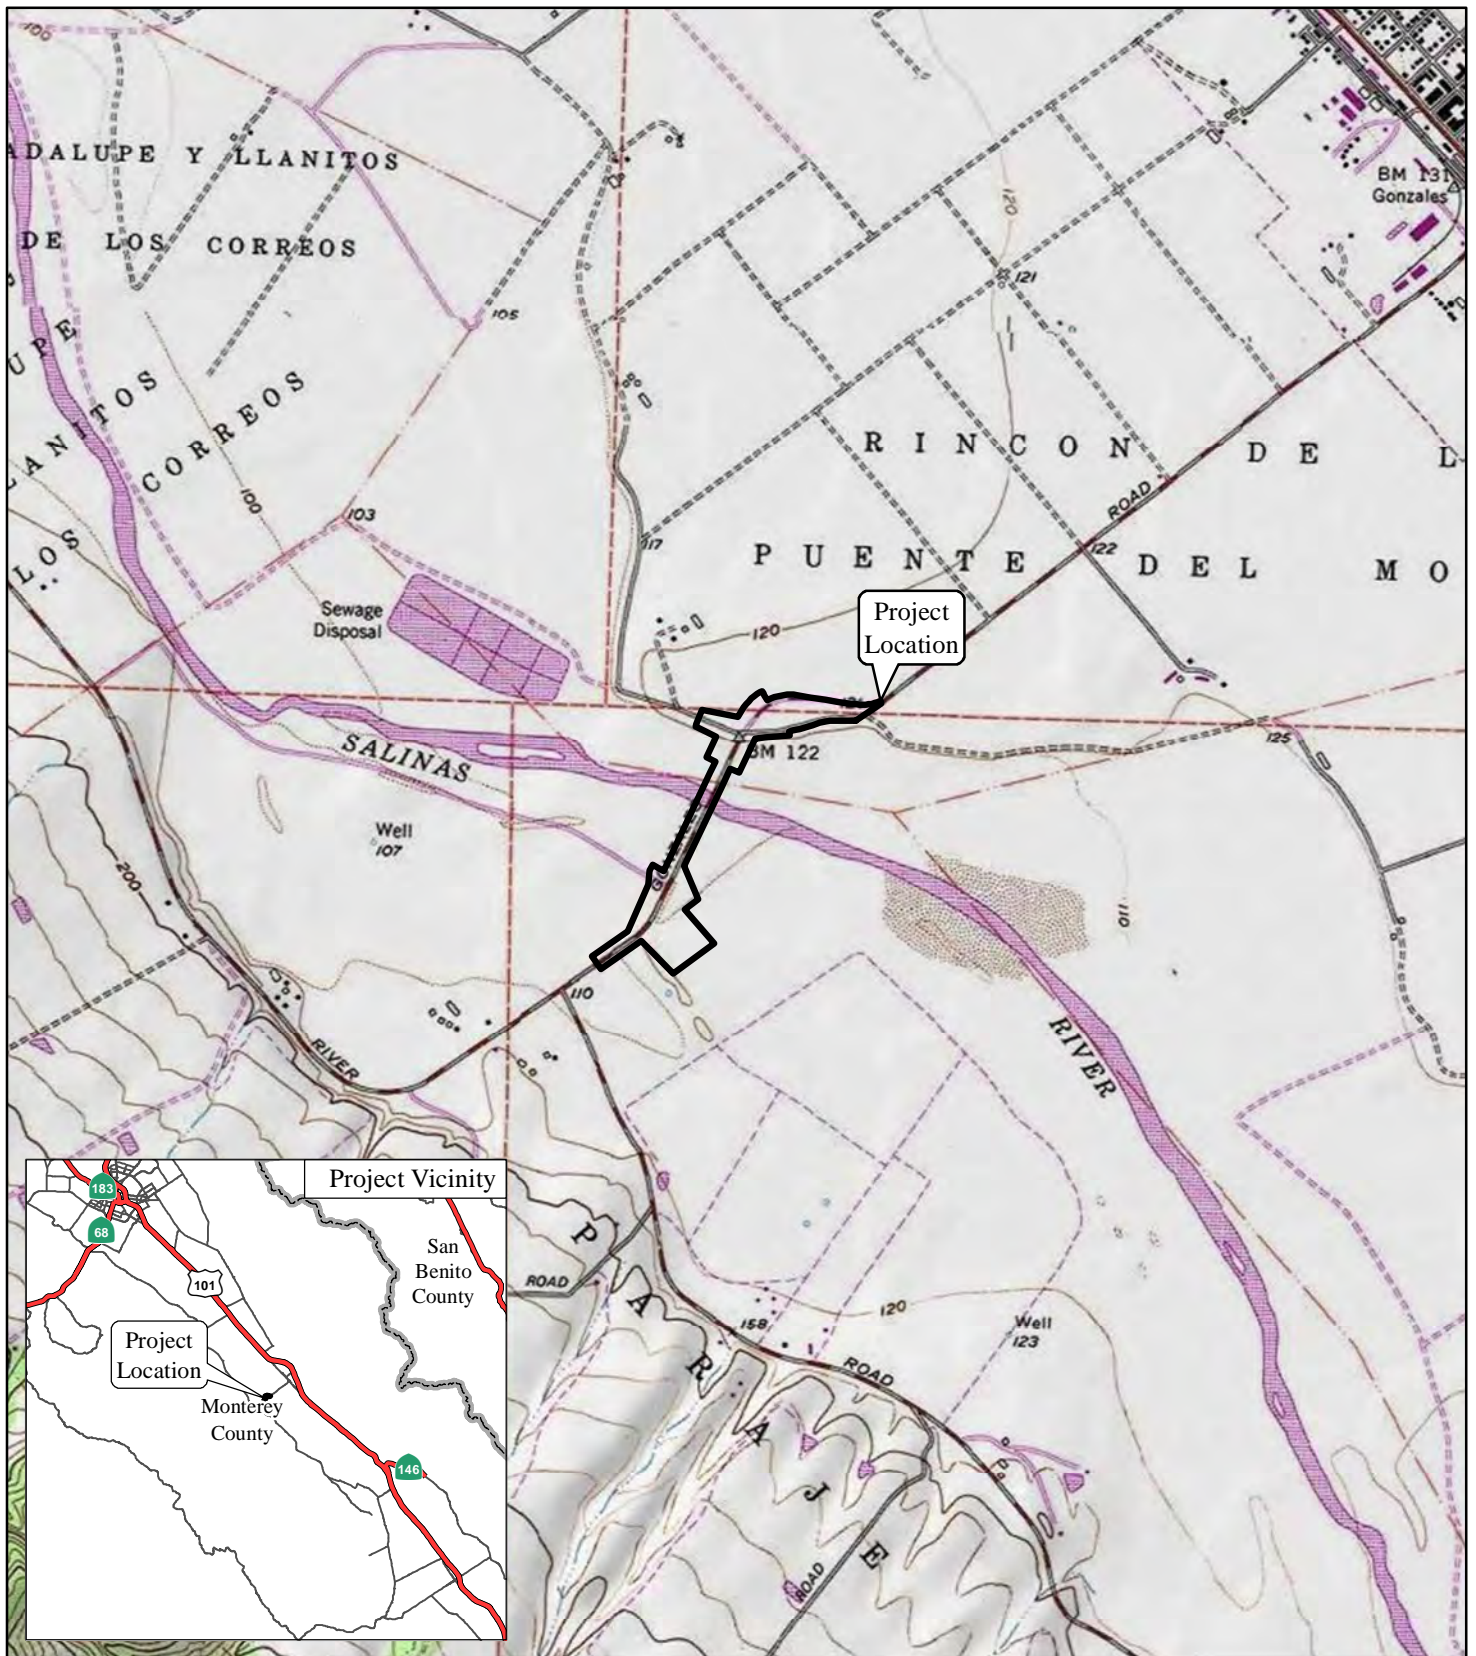 100
ADALUPE Y LLANITOS
DE LOS CORREOS
105
UPE
LANITOS
CORREOS
LOS
100
103
117
120
121
BM 131
Gonzales
RINCON DE L
ROAD
122
PUENTE DEL MO
Sewage
Disposal
120
Project
Location
BM 122
125
SALINAS
Well
107
200
110
110
RIVER
RIVER
ROAD
158
120
Well
123
ROAD
ROAD
PARAJE
Project Vicinity
183
68
101
San
Benito
County
Project
Location
Monterey
County
146